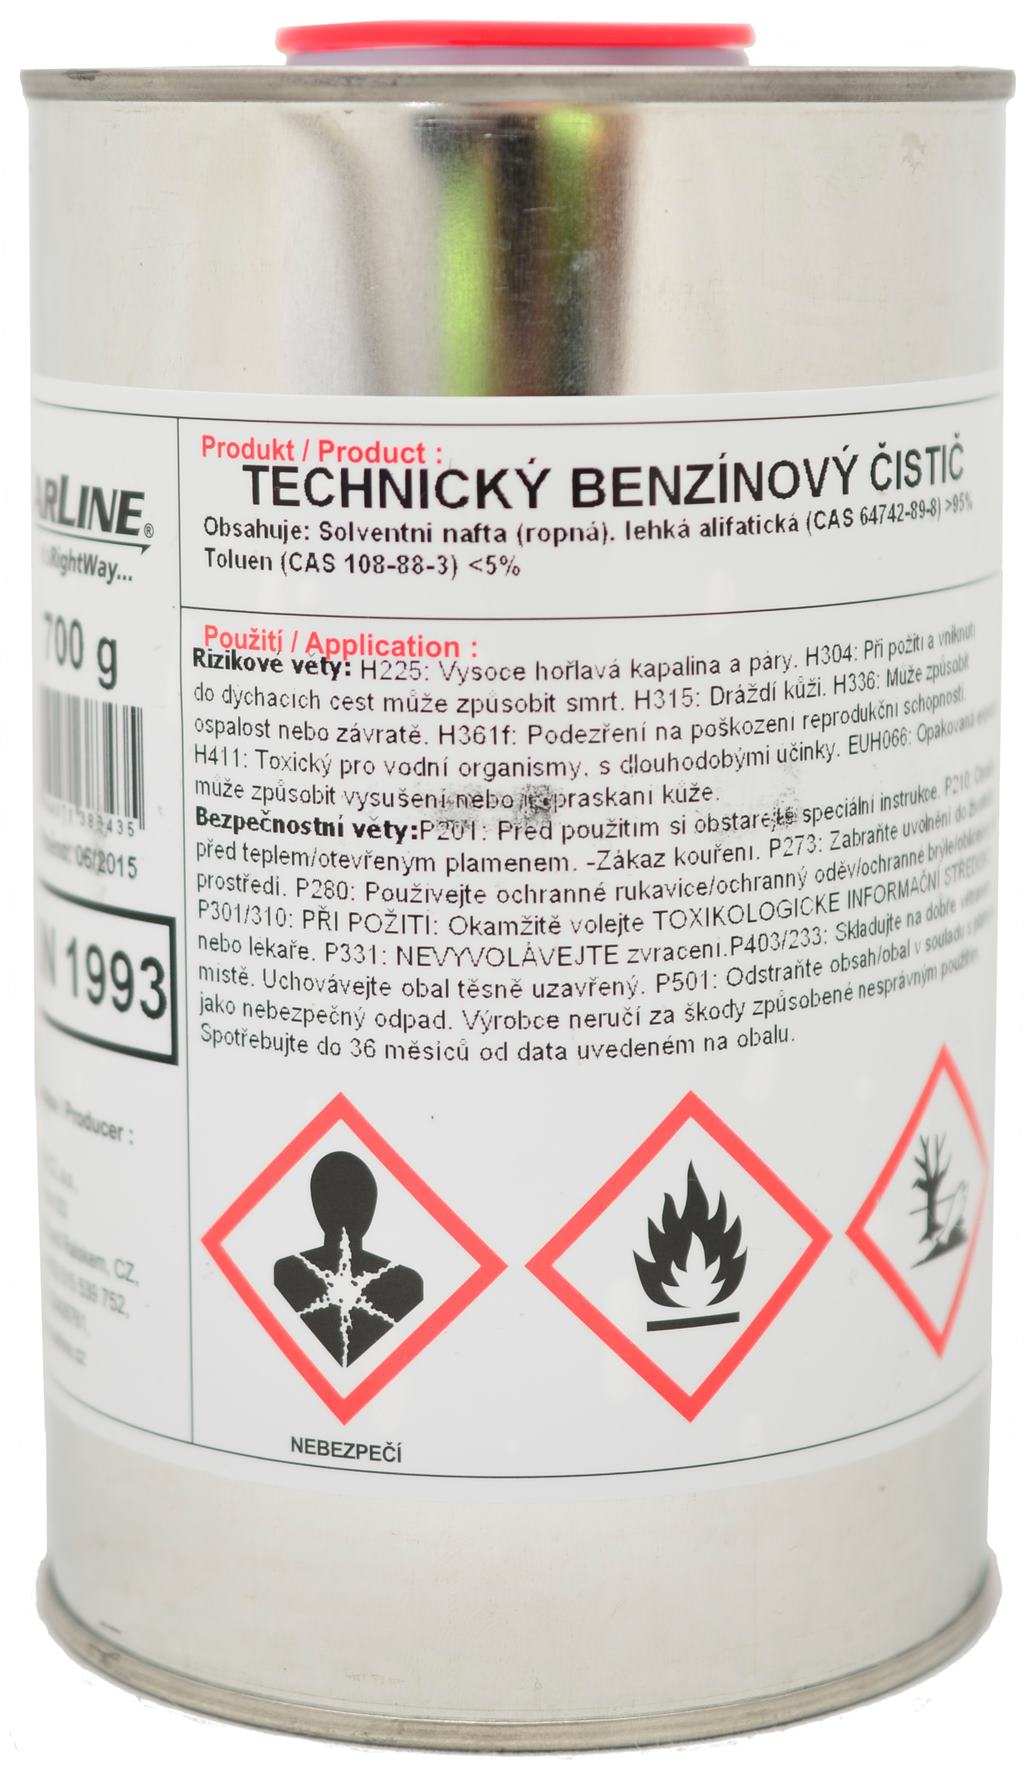 Produkt / Product :
TECHNICKÝ BENZÍNOVÝ ČISTIČ
Obsahuje: Solventní nafta (ropná). lehká alifatická (CAS 64742-89-8) >95%
Toluen (CAS 108-88-3) <5%
LINE®
RightWay...
700 g
06/2015
1993
Producer :
CZ,
539 752,
Použití / Application :
Rizikové věty: H225: Vysoce hořlavá kapalina a páry. H304: Při požití a vniknutí
do dýchacích cest může způsobit smrt. H315: Dráždí kůži. H336: Může způsobit
ospalost nebo závratě. H361f: Podezření na poškození reprodukční schopnosti.
H411: Toxický pro vodní organismy, s dlouhodobými účinky. EUH066: Opakovaná
může způsobit vysušení nebo popraskání kůže.
Bezpečnostní věty:P201: Před použitím si obstarejte speciální instrukce. P210:
před teplem/otevřeným plamenem. -Zákaz kouření. P273: Zabraňte uvolnění do
prostředí. P280: Používejte ochranné rukavice/ochranný oděv/ochranné brýle/
P301/310: PŘI POŽITÍ: Okamžitě volejte TOXIKOLOGICKÉ INFORMAČNÍ
nebo lékaře. P331: NEVYVOLÁVEJTE zvracení.P403/233: Skladujte na dobře
místě. Uchovávejte obal těsně uzavřený. P501: Odstraňte obsah/obal v souladu s
jako nebezpečný odpad. Výrobce neručí za škody způsobené nesprávným použitím
Spotřebujte do 36 měsíců od data uvedeném na obalu.
NEBEZPEČÍ